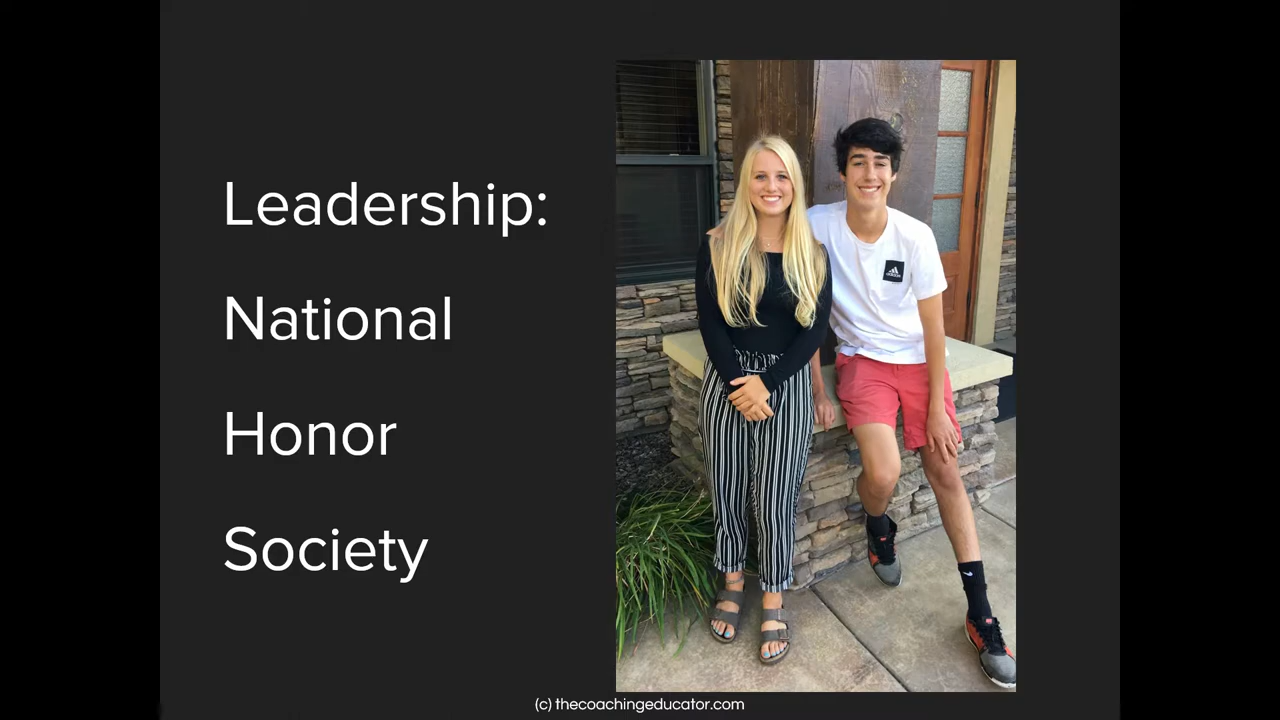 Leadership:
National
Honor
Society
adidas
(c) thecoachingeducator.com